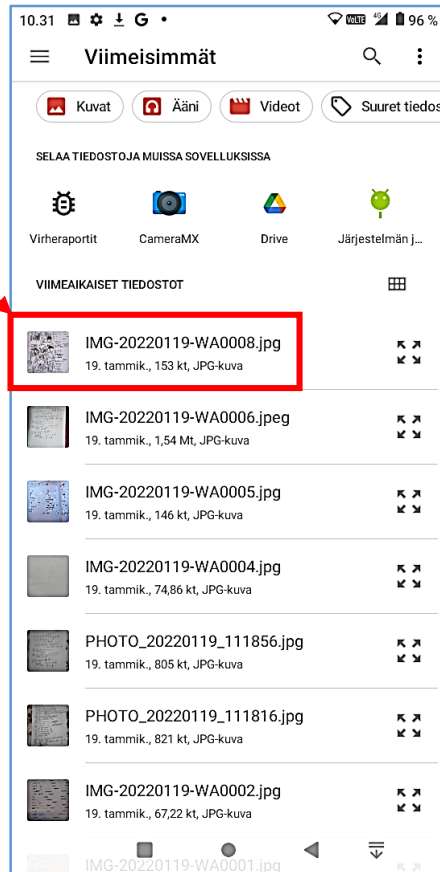 10.31 G • VoLTE 4G 96 %
Viimeisimmät
Kuvat Ääni Videot Suuret tiedos
SELAA TIEDOSTOJA MUISSA SOVELLUKSISSA
Virheraportit CameraMX Drive Järjestelmän j...
VIIMEAIKAISET TIEDOSTOT
IMG-20220119-WA0008.jpg
19. tammik., 153 kt, JPG-kuva
IMG-20220119-WA0006.jpeg
19. tammik., 1,54 Mt, JPG-kuva
IMG-20220119-WA0005.jpg
19. tammik., 146 kt, JPG-kuva
IMG-20220119-WA0004.jpg
19. tammik., 74,86 kt, JPG-kuva
PHOTO_20220119_111856.jpg
19. tammik., 805 kt, JPG-kuva
PHOTO_20220119_111816.jpg
19. tammik., 821 kt, JPG-kuva
IMG-20220119-WA0002.jpg
19. tammik., 67,22 kt, JPG-kuva
IMG-20220119-WA0001.jpg